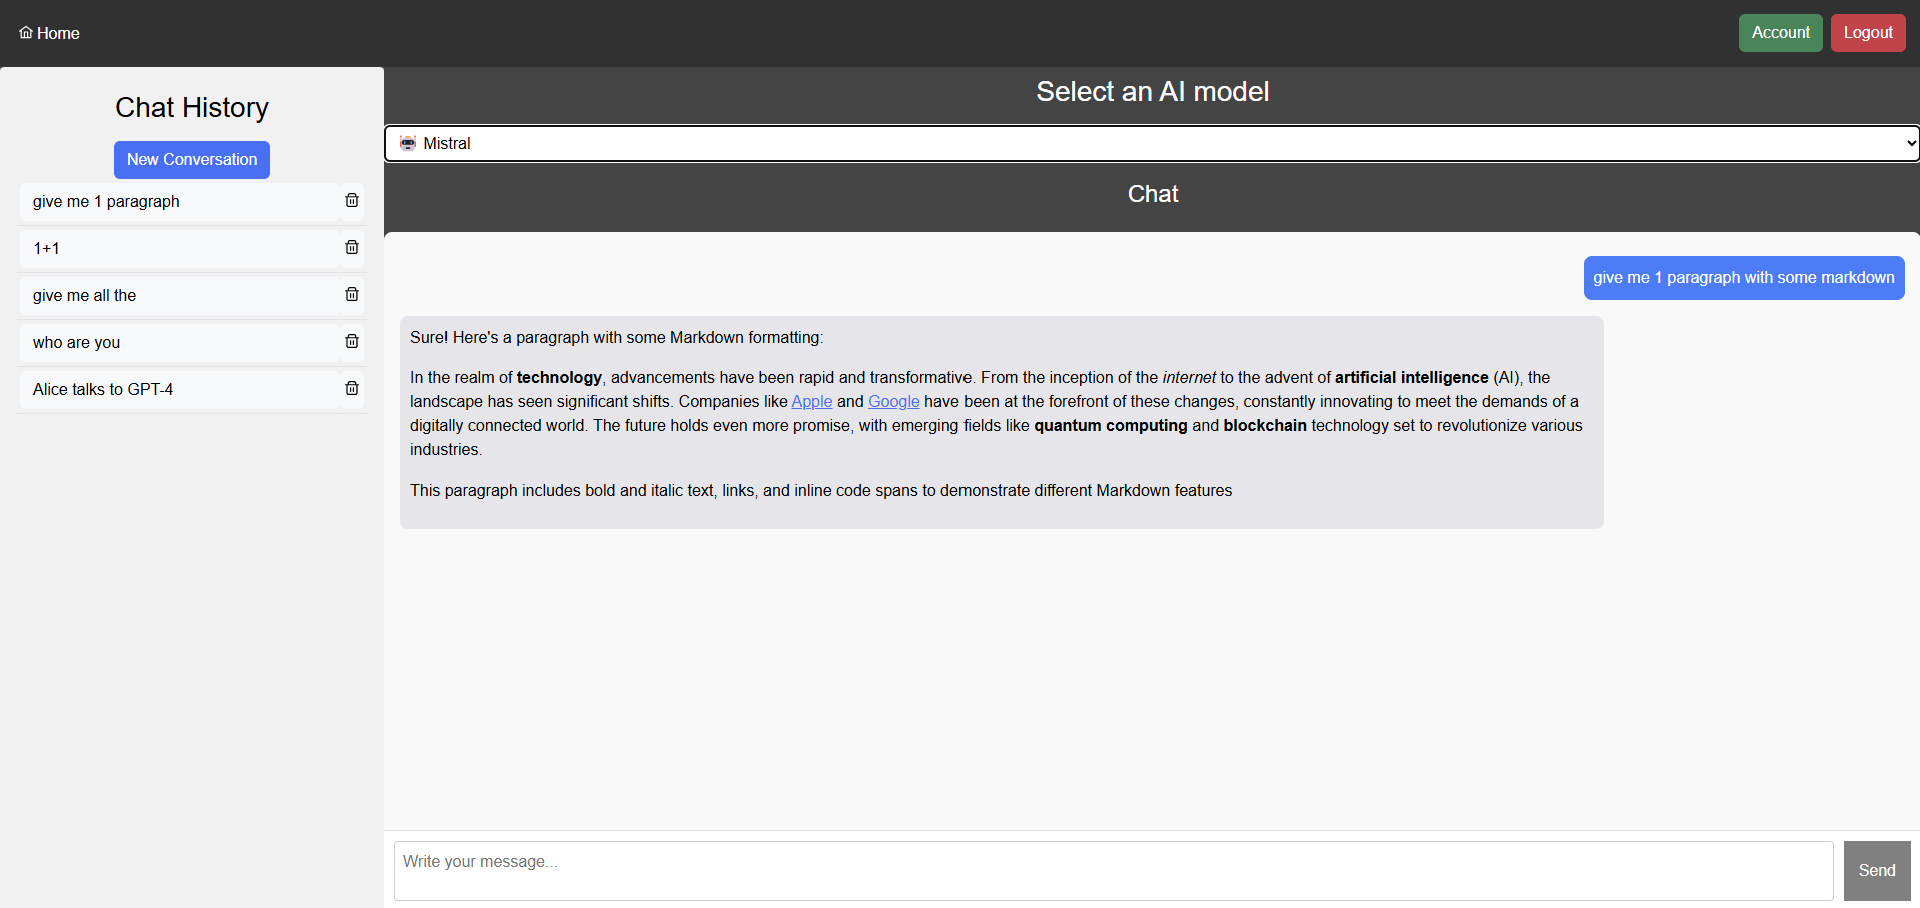 Home
Account
Logout
Chat History
New Conversation
give me 1 paragraph
1+1
give me all the
who are you
Alice talks to GPT-4
Select an AI model
Mistral
Chat
give me 1 paragraph with some markdown
Sure! Here's a paragraph with some Markdown formatting:
In the realm of technology, advancements have been rapid and transformative. From the inception of the internet to the advent of artificial intelligence (AI), the
landscape has seen significant shifts. Companies like Apple and Google have been at the forefront of these changes, constantly innovating to meet the demands of a
digitally connected world. The future holds even more promise, with emerging fields like quantum computing and blockchain technology set to revolutionize various
industries.
This paragraph includes bold and italic text, links, and inline code spans to demonstrate different Markdown features
Write your message...
Send